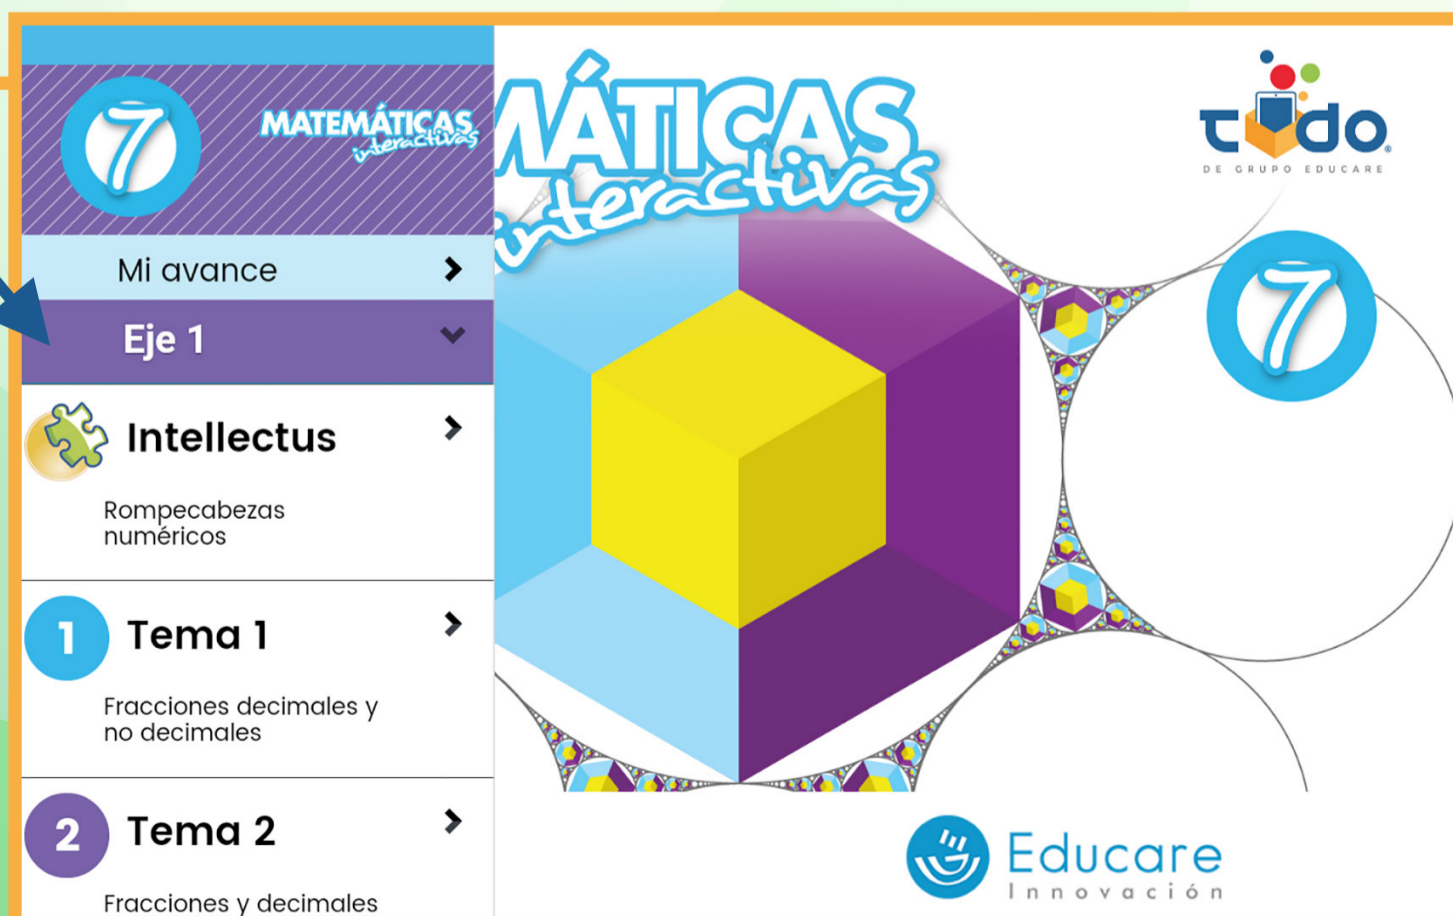 7
MATEMÁTICAS
interactivas
Mi avance
Eje 1
Intellectus
Rompecabezas
numéricos
1
Tema 1
Fracciones decimales y
no decimales
2
Tema 2
Fracciones y decimales
MÁTICAS
interactivas
tudo®
DE GRUPO EDUCARE
7
Educare
Innovación